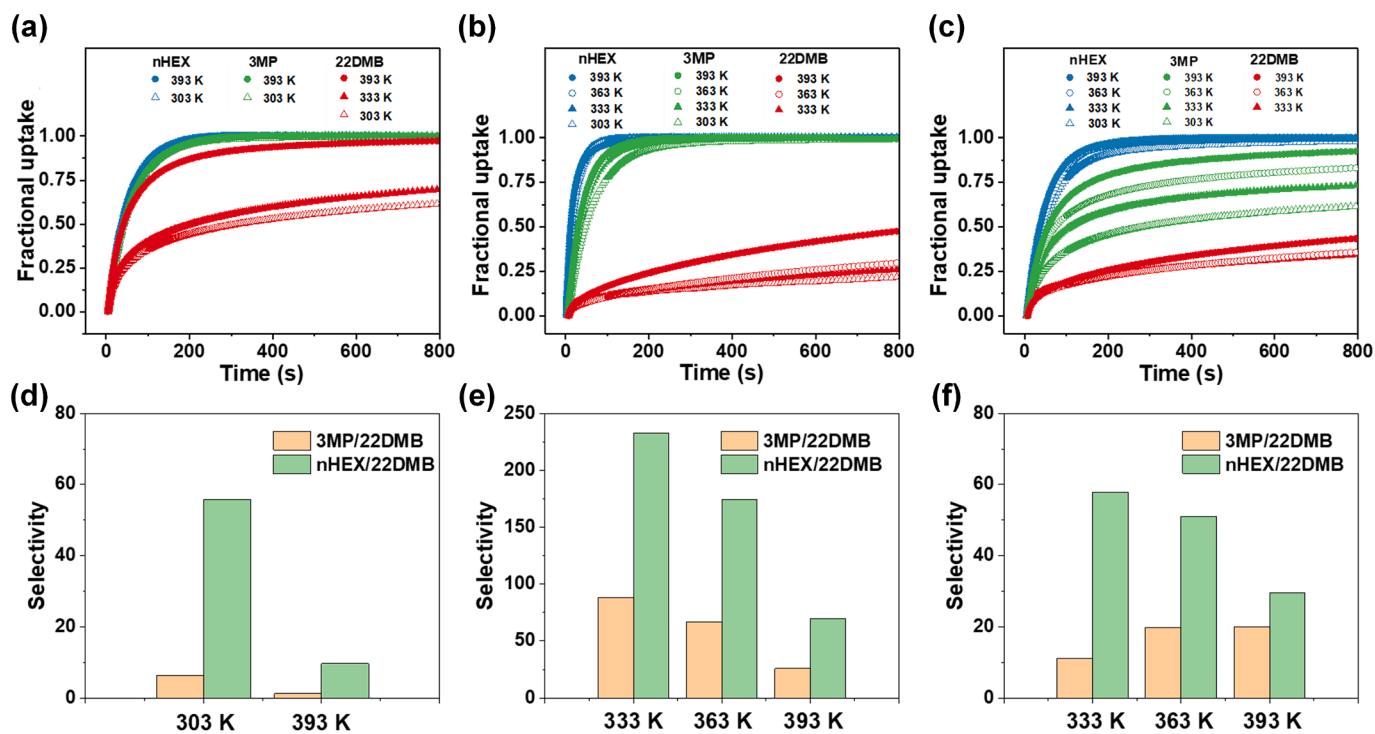 (a)
nHEX 3MP 22DMB
393 K 393 K 393 K
303 K 303 K 333 K
303 K
Fractional uptake
1.00
0.75
0.50
0.25
0.00
0 200 400 600 800
Time (s)
(b)
nHEX 3MP 22DMB
393 K 393 K 393 K
363 K 363 K 363 K
333 K 333 K 333 K
303 K 303 K
Fractional uptake
1.00
0.75
0.50
0.25
0.00
0 200 400 600 800
Time (s)
(c)
nHEX 3MP 22DMB
393 K 393 K 393 K
363 K 363 K 363 K
333 K 333 K 333 K
303 K 303 K
Fractional uptake
1.00
0.75
0.50
0.25
0.00
0 200 400 600 800
Time (s)
(d)
3MP/22DMB
nHEX/22DMB
Selectivity
80
60
40
20
0
303 K 393 K
(e)
3MP/22DMB
nHEX/22DMB
Selectivity
250
200
150
100
50
0
333 K 363 K 393 K
(f)
3MP/22DMB
nHEX/22DMB
Selectivity
80
60
40
20
0
333 K 363 K 393 K